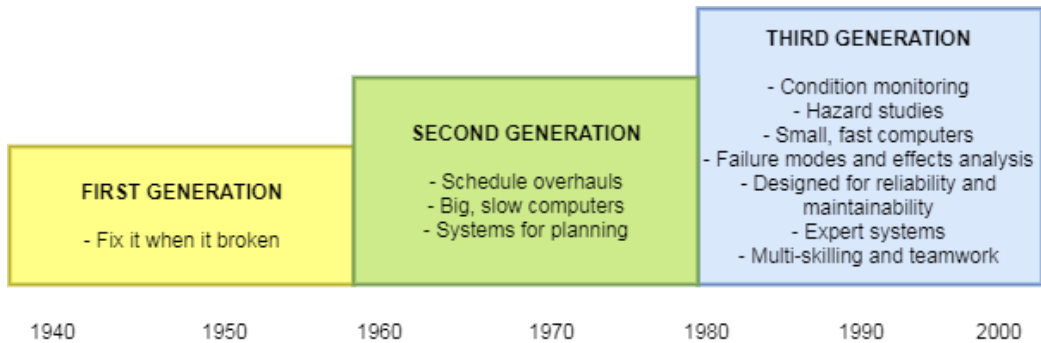 FIRST GENERATION
- Fix it when it broken
SECOND GENERATION
- Schedule overhauls
- Big, slow computers
- Systems for planning
THIRD GENERATION
- Condition monitoring
- Hazard studies
- Small, fast computers
- Failure modes and effects analysis
- Designed for reliability and
maintainability
- Expert systems
- Multi-skilling and teamwork
1940 1950 1960 1970 1980 1990 2000